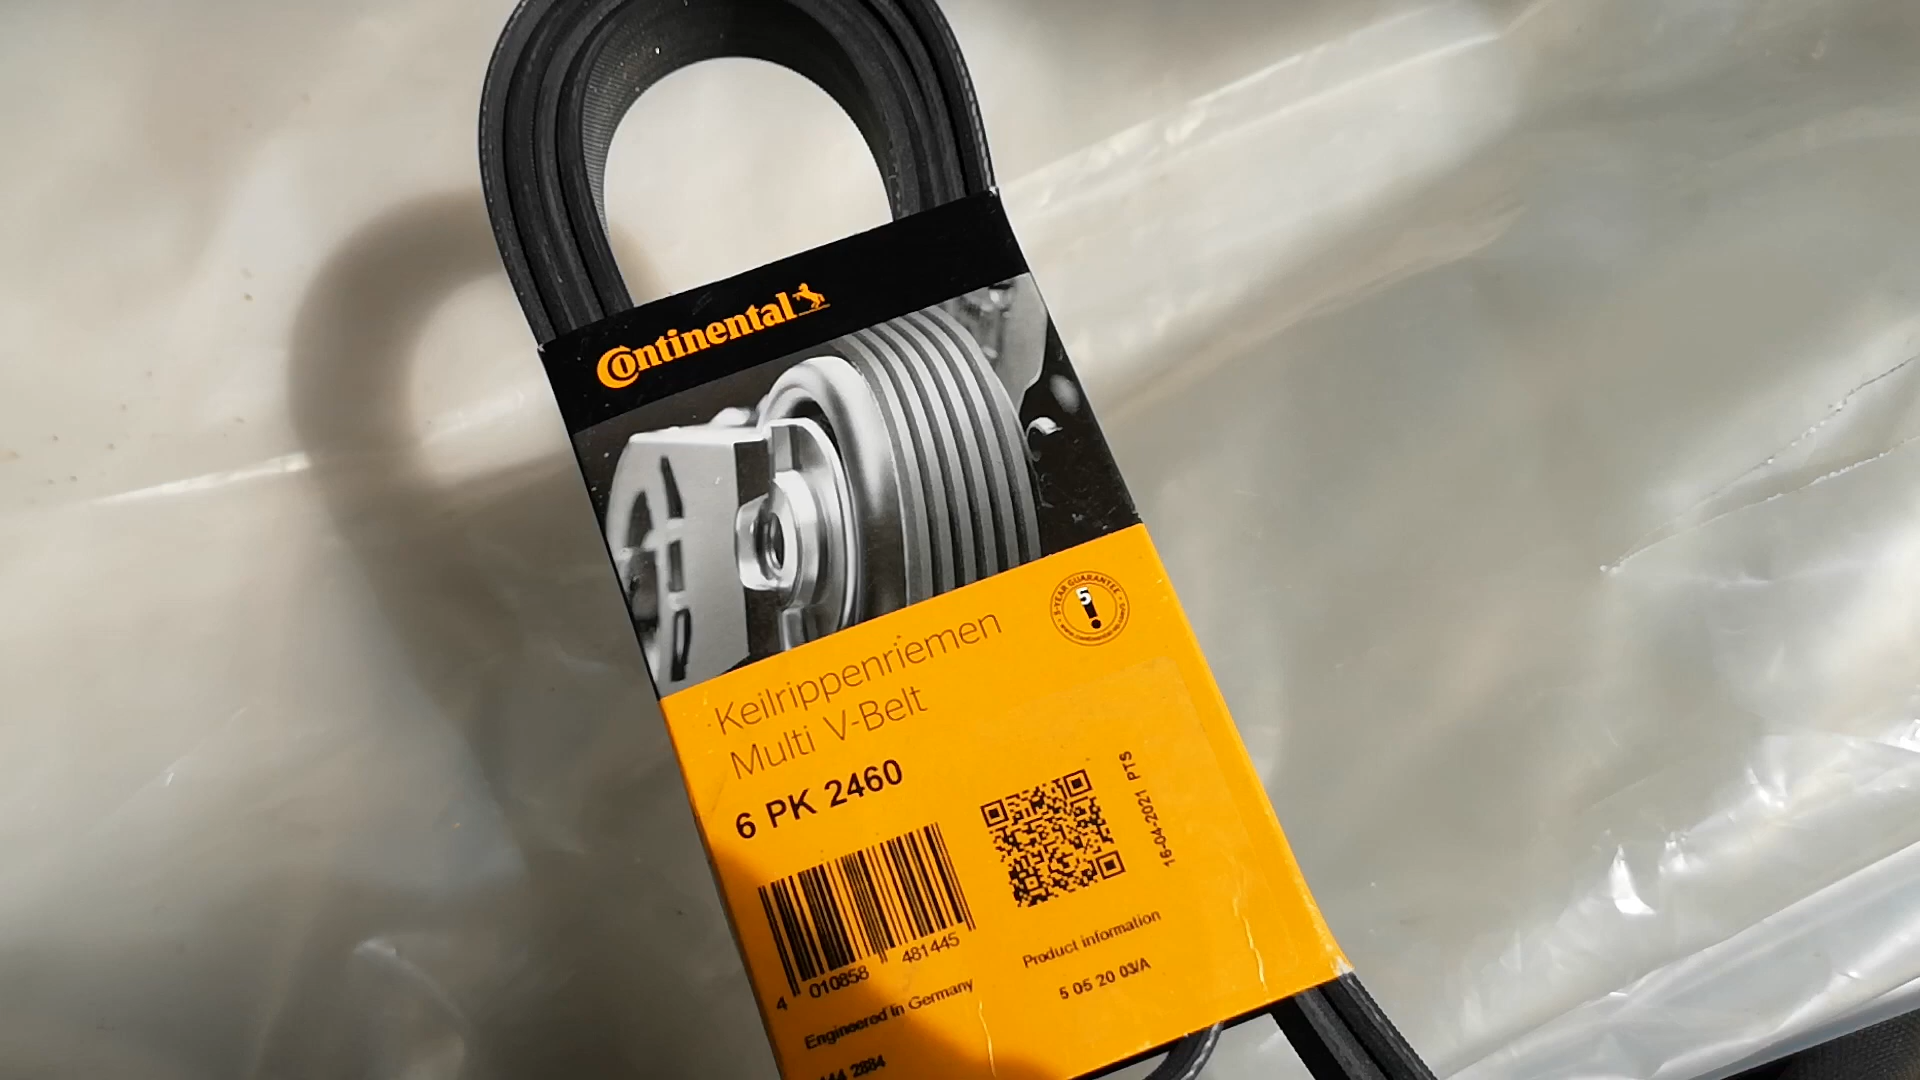 Continental
5-YEAR GUARANTEE
5
Keilrippenriemen
Multi V-Belt
6 PK 2460
16-04-2021 PTS
4 010858 481445
Product information
5 05 20 03/A
Engineered in Germany
2884